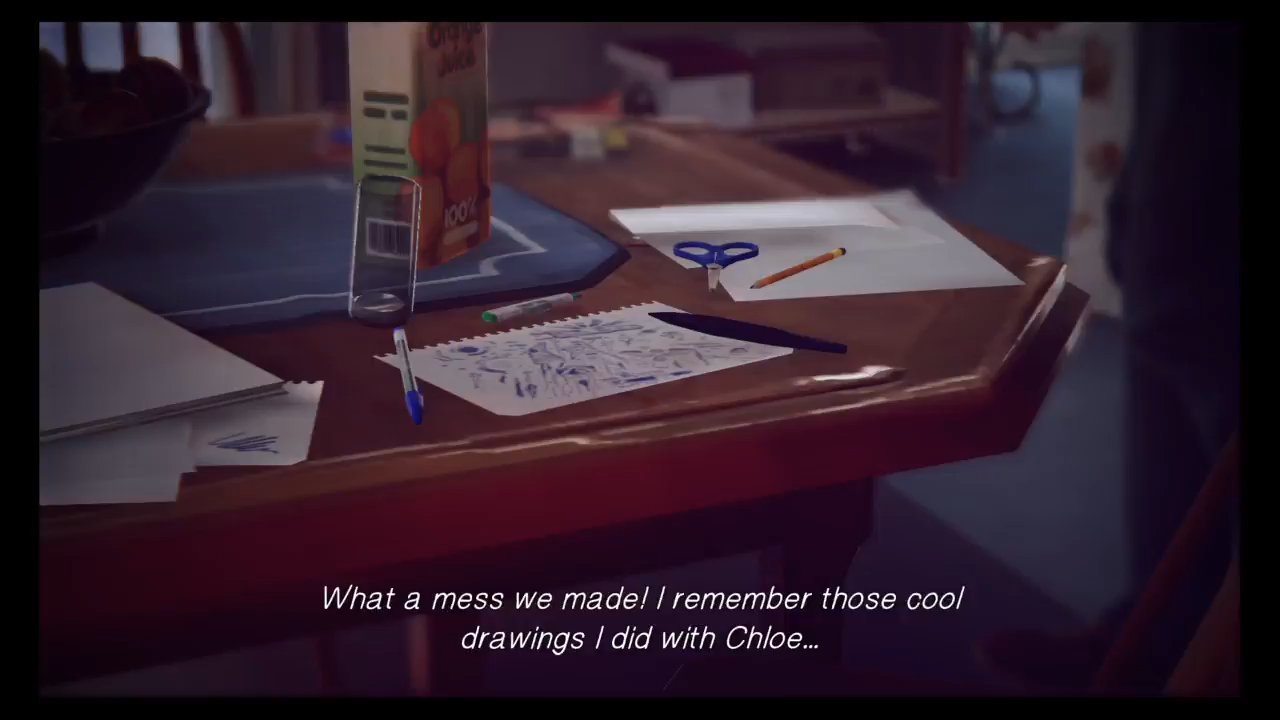 Orange
Juice
100%
What a mess we made! I remember those cool
drawings I did with Chloe...